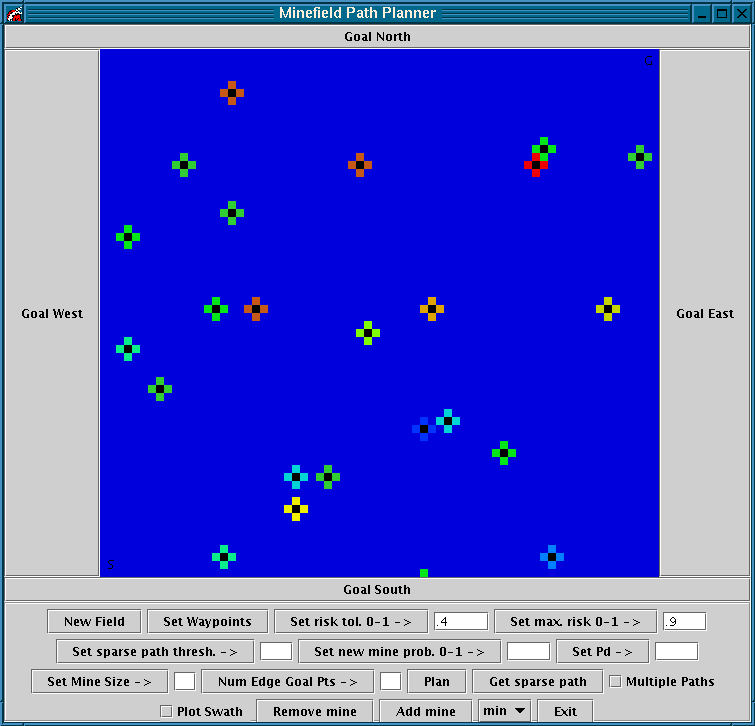 Minefield Path Planner
Goal North
G
Goal West
Goal East
S
Goal South
New Field Set Waypoints Set risk tol. 0-1 -> .4 Set max. risk 0-1 -> .9
Set sparse path thresh. -> Set new mine prob. 0-1 -> Set Pd ->
Set Mine Size -> Num Edge Goal Pts -> Plan Get sparse path Multiple Paths
Plot Swath Remove mine Add mine min Exit